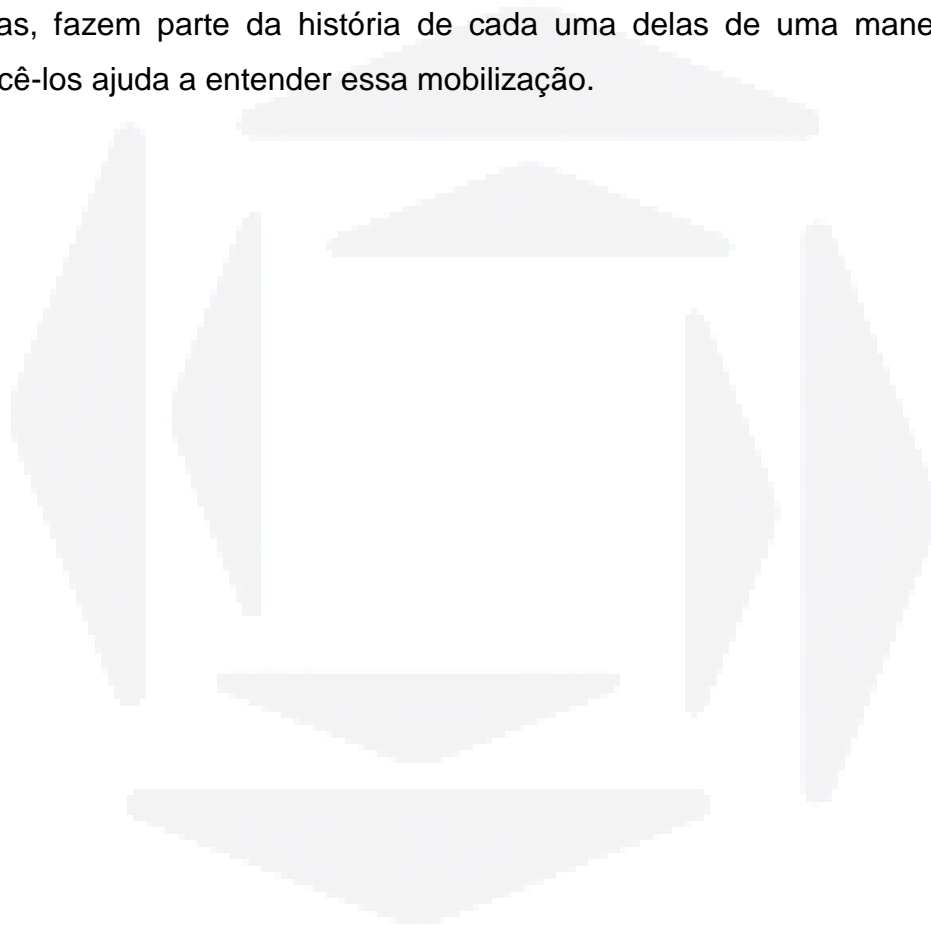 as, fazem parte da história de cada uma delas de uma mane
cê-los ajuda a entender essa mobilização.